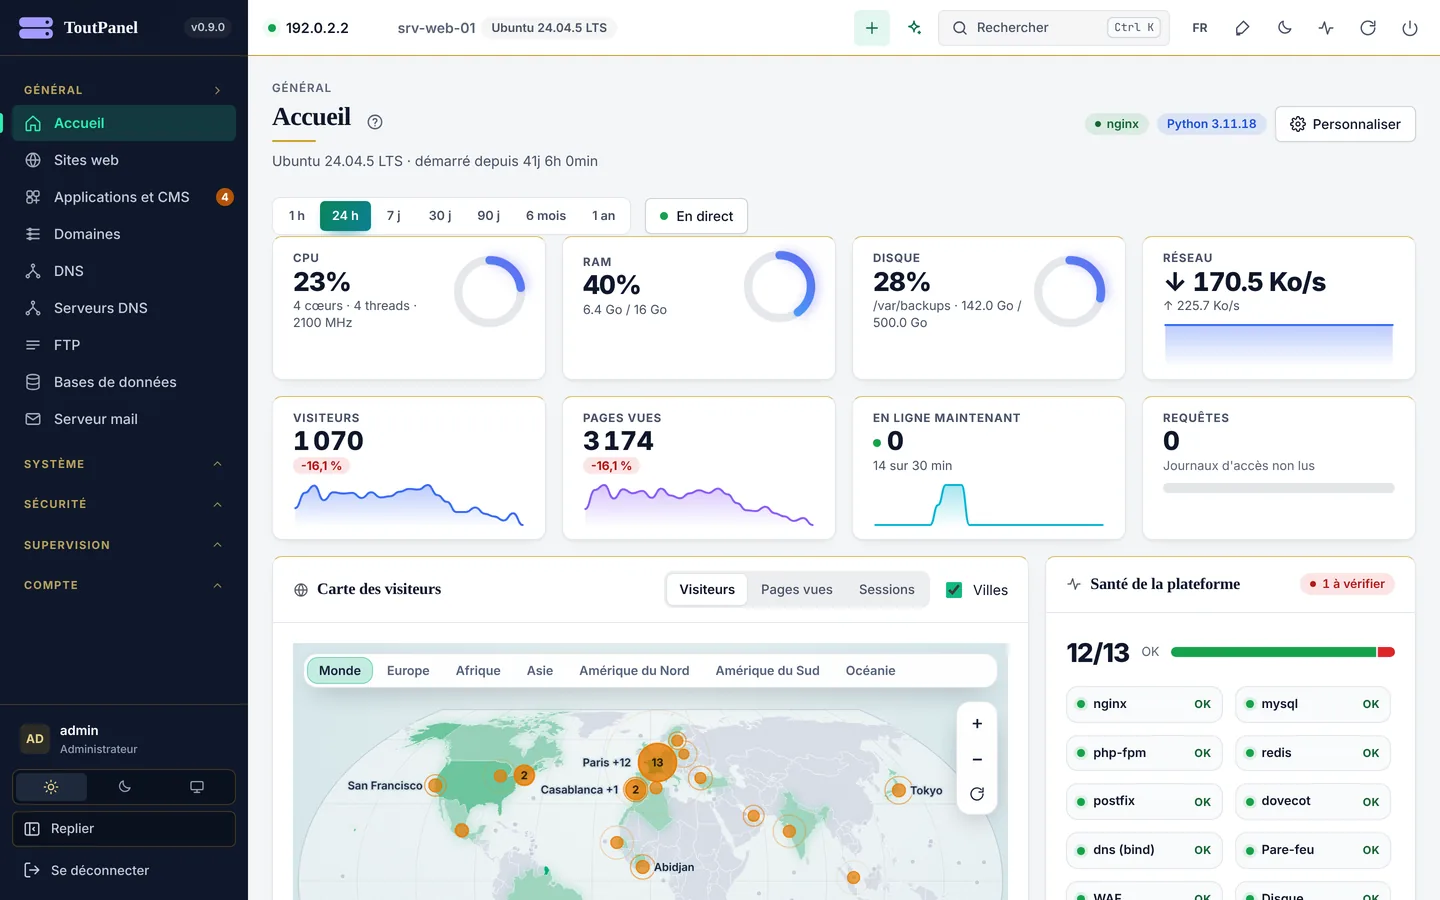 ToutPanel
v0.9.0
192.0.2.2
srv-web-01
Ubuntu 24.04.5 LTS
Rechercher
Ctrl K
FR
GÉNÉRAL
Accueil
Sites web
Applications et CMS
4
Domaines
DNS
Serveurs DNS
FTP
Bases de données
Serveur mail
SYSTÈME
SÉCURITÉ
SUPERVISION
COMPTE
AD
admin
Administrateur
Replier
Se déconnecter
GÉNÉRAL
Accueil
Ubuntu 24.04.5 LTS · démarré depuis 41j 6h 0min
nginx
Python 3.11.18
Personnaliser
1 h
24 h
7 j
30 j
90 j
6 mois
1 an
En direct
CPU
23%
4 cœurs · 4 threads ·
2100 MHz
RAM
40%
6.4 Go / 16 Go
DISQUE
28%
/var/backups · 142.0 Go /
500.0 Go
RÉSEAU
↓ 170.5 Ko/s
↑ 225.7 Ko/s
VISITEURS
1 070
-16,1 %
PAGES VUES
3 174
-16,1 %
EN LIGNE MAINTENANT
0
14 sur 30 min
REQUÊTES
0
Journaux d'accès non lus
Carte des visiteurs
Visiteurs
Pages vues
Sessions
Villes
Monde
Europe
Afrique
Asie
Amérique du Nord
Amérique du Sud
Océanie
+
−
San Francisco
2
Paris +12
13
Casablanca +1
2
Tokyo
Abidjan
Santé de la plateforme
1 à vérifier
12/13
OK
nginx OK
mysql OK
php-fpm OK
redis OK
postfix OK
dovecot OK
dns (bind) OK
Pare-feu OK
WAF OK
Disque OK